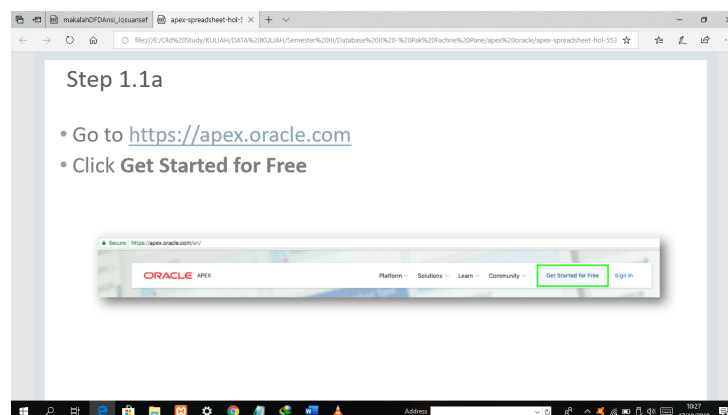 makalahDFDAnsi_Josuansef
apex-spreadsheet-hol-5
file:///E:/Old%20Study/KULIAH/DATA%20KULIAH/Semester%20III/Database%20II%20-%20Pak%20Fachrie%20Pane/apex%20oracle/apex-spreadsheet-hol-553
Step 1.1a
• Go to https://apex.oracle.com
• Click Get Started for Free
Secure | https://apex.oracle.com/en/
ORACLE APEX Platform Solutions Learn Community Get Started for Free Sign In
Address
10:27